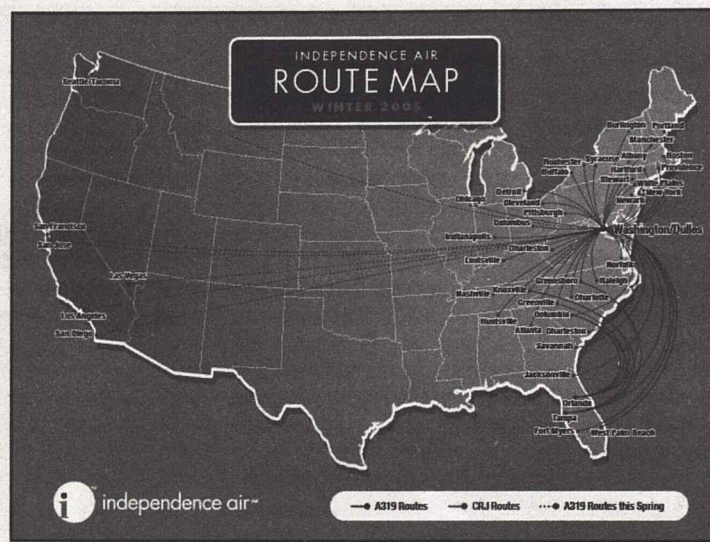 INDEPENDENCE AIR
ROUTE MAP
WINTER 2005
Seattle/Tacoma
Burlington
Portland
Manchester
Rochester
Syracuse
Albany
Boston
Buffalo
Hartford
Providence
Stewart
White Plains
New York
Newark
Detroit
Chicago
Cleveland
Pittsburgh
Columbus
San Francisco
San Jose
Washington/Dulles
Indianapolis
Charleston
Louisville
Norfolk
Las Vegas
Greensboro
Raleigh
Nashville
Knoxville
Charlotte
Greenville
Los Angeles
Columbia
Huntsville
Atlanta
Charleston
San Diego
Savannah
Jacksonville
Orlando
Tampa
Fort Myers
West Palm Beach
i
independence air
A319 Routes
CRJ Routes
A319 Routes this Spring